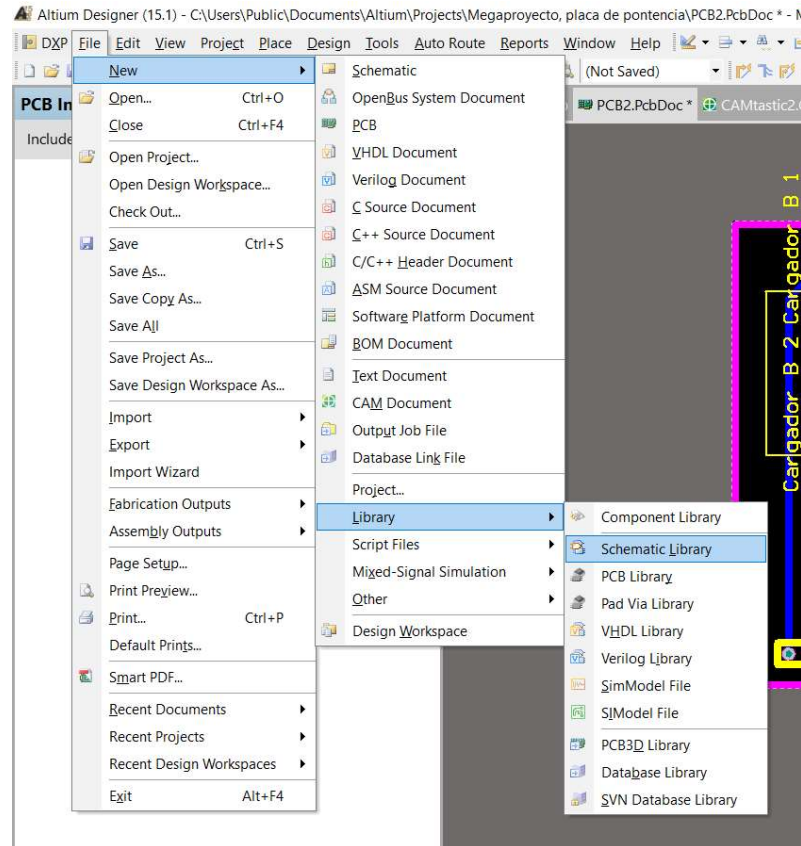 Altium Designer (15.1) - C:\Users\Public\Documents\Altium\Projects\Megaproyecto, placa de pontencia\PCB2.PcbDoc * -
DXP File Edit View Project Place Design Tools Auto Route Reports Window Help
(Not Saved)
PCB In
Include
PCB2.PcbDoc * CAMtastic2.
New
Open... Ctrl+O
Close Ctrl+F4
Open Project...
Open Design Workspace...
Check Out...
Save Ctrl+S
Save As...
Save Copy As...
Save All
Save Project As...
Save Design Workspace As...
Import
Export
Import Wizard
Fabrication Outputs
Assembly Outputs
Page Setup...
Print Preview...
Print... Ctrl+P
Default Prints...
Smart PDF...
Recent Documents
Recent Projects
Recent Design Workspaces
Exit Alt+F4
Schematic
OpenBus System Document
PCB
VHDL Document
Verilog Document
C Source Document
C++ Source Document
C/C++ Header Document
ASM Source Document
Software Platform Document
BOM Document
Text Document
CAM Document
Output Job File
Database Link File
Project...
Library
Script Files
Mixed-Signal Simulation
Other
Design Workspace
Component Library
Schematic Library
PCB Library
Pad Via Library
VHDL Library
Verilog Library
SimModel File
SIModel File
PCB3D Library
Database Library
SVN Database Library
Cargador B 2 Cargador B 1